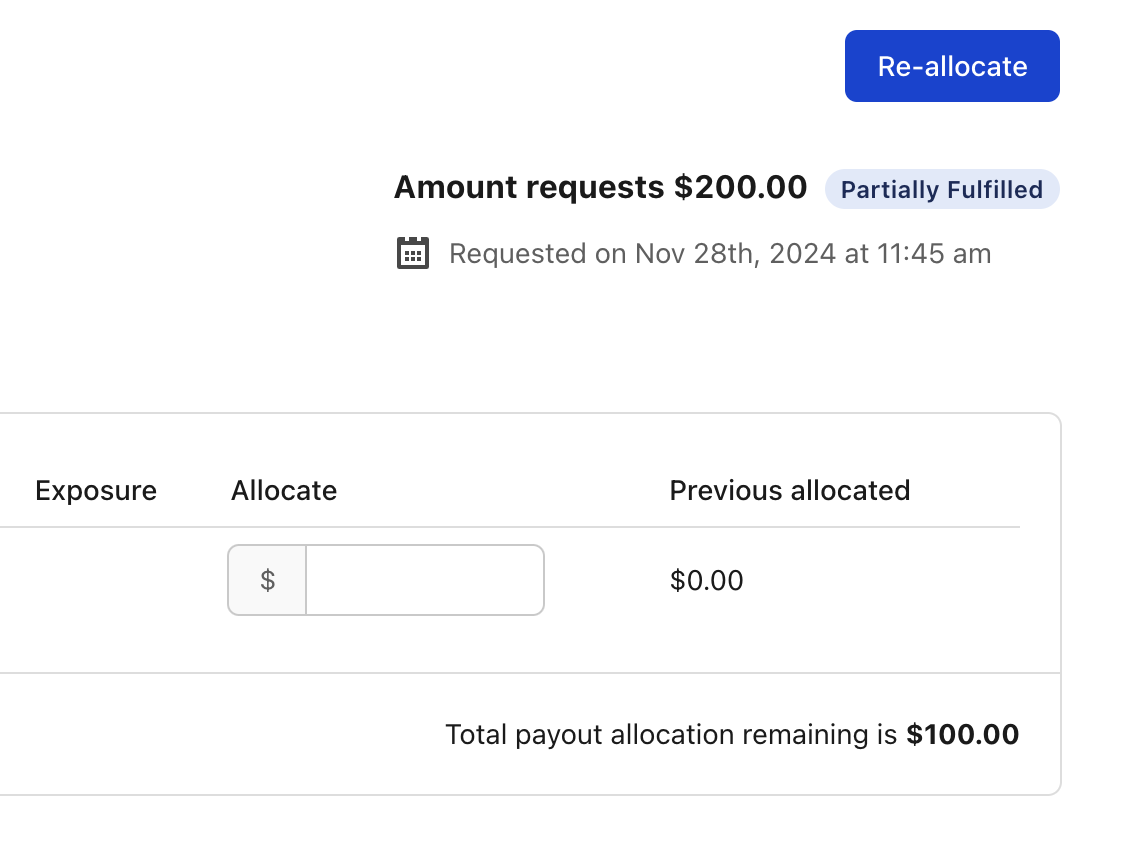 Re-allocate
Amount requests $200.00 Partially Fulfilled
Requested on Nov 28th, 2024 at 11:45 am
Exposure Allocate Previous allocated
$ $0.00
Total payout allocation remaining is $100.00